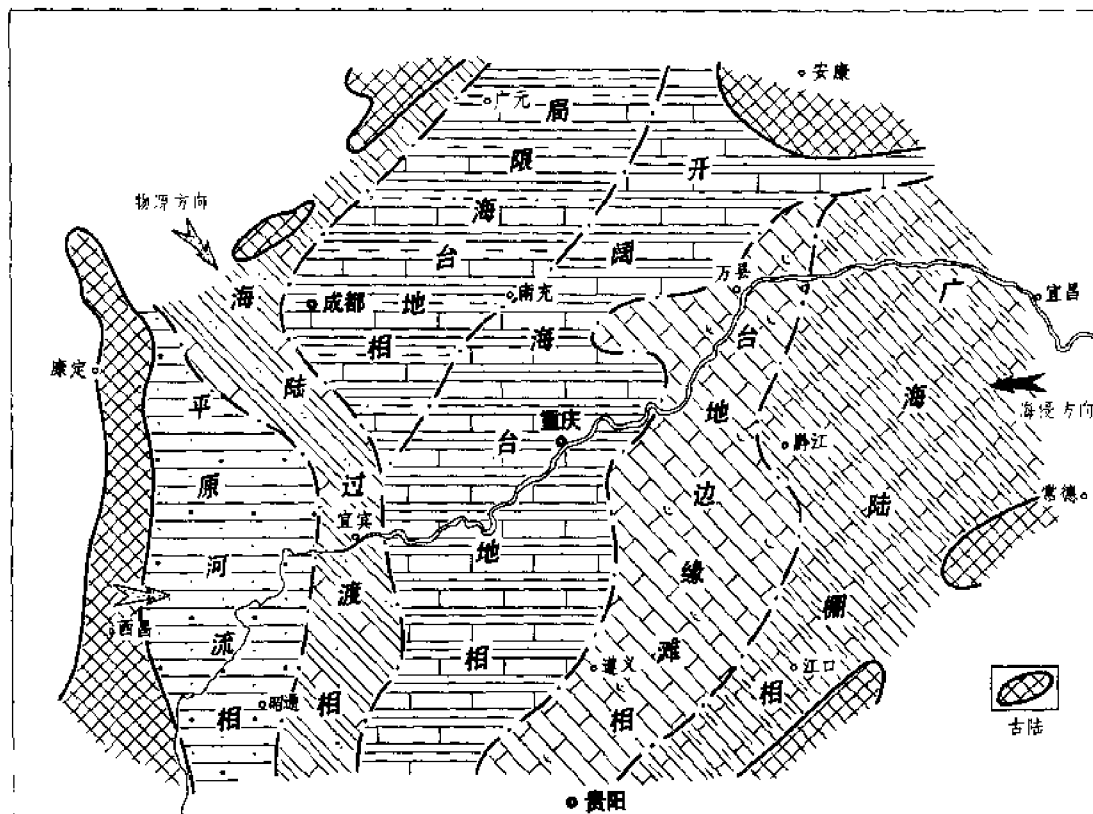 安康
广元
物源方向
成都
南充
万县
宜昌
康定
重庆
黔江
海侵方向
常德
宜宾
西昌
昭通
遵义
江口
贵阳
古陆
平原河流相
海陆过渡相
局限海台地相
开阔海台地相
台地边缘滩相
广海陆棚相